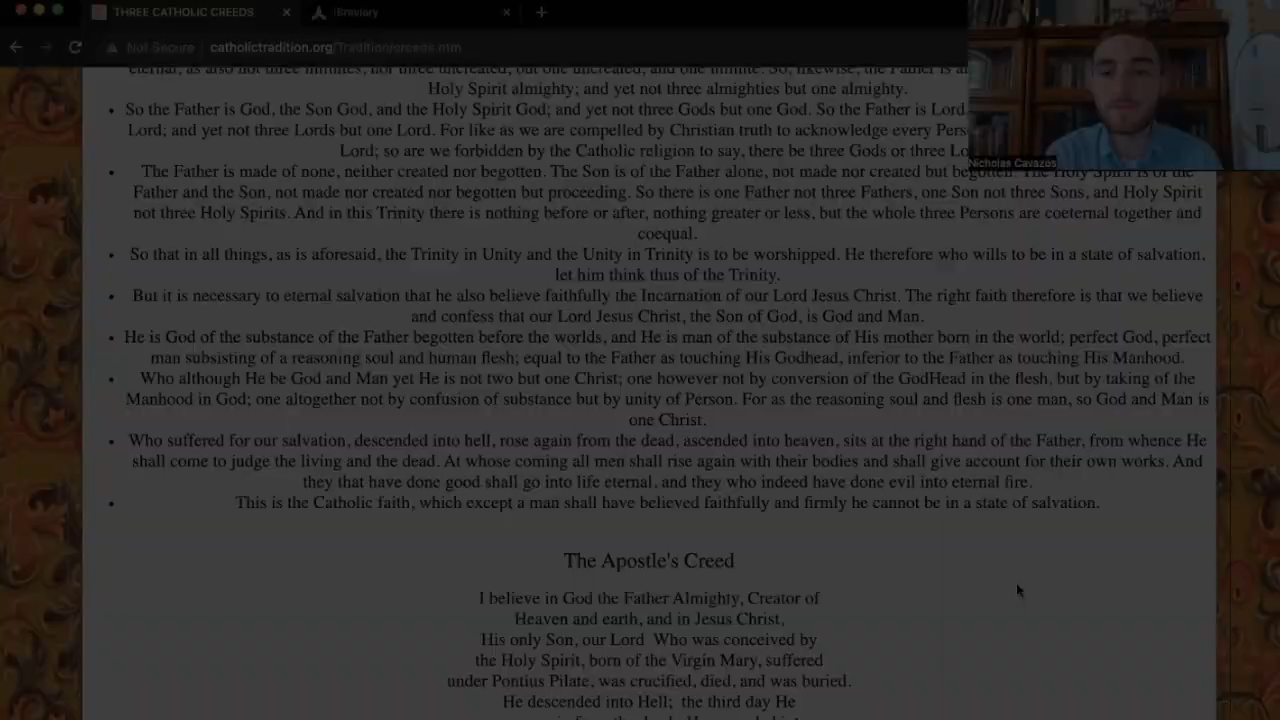 THREE CATHOLIC CREEDS
iBreviary
Not Secure
catholictradition.org/Tradition/creeds.htm
eternal, as also not three infinites, nor three uncreated, but one uncreated, and one infinite. So, likewise, the Father is
Holy Spirit almighty; and yet not three almighties but one almighty.
So the Father is God, the Son God, and the Holy Spirit God; and yet not three Gods but one God. So the Father is Lord
Lord; and yet not three Lords but one Lord. For like as we are compelled by Christian truth to acknowledge every Pers
Lord; so are we forbidden by the Catholic religion to say, there be three Gods or three Lo
Nicholas Cavazos
The Father is made of none, neither created nor begotten. The Son is of the Father alone, not made nor created but begotten. The Holy Spirit is of the
Father and the Son, not made nor created nor begotten but proceeding. So there is one Father not three Fathers, one Son not three Sons, and Holy Spirit
not three Holy Spirits. And in this Trinity there is nothing before or after, nothing greater or less, but the whole three Persons are coeternal together and
coequal.
So that in all things, as is aforesaid, the Trinity in Unity and the Unity in Trinity is to be worshipped. He therefore who wills to be in a state of salvation,
let him think thus of the Trinity.
But it is necessary to eternal salvation that he also believe faithfully the Incarnation of our Lord Jesus Christ. The right faith therefore is that we believe
and confess that our Lord Jesus Christ, the Son of God, is God and Man.
He is God of the substance of the Father begotten before the worlds, and He is man of the substance of His mother born in the world; perfect God, perfect
man subsisting of a reasoning soul and human flesh; equal to the Father as touching His Godhead, inferior to the Father as touching His Manhood.
Who although He be God and Man yet He is not two but one Christ; one however not by conversion of the GodHead in the flesh, but by taking of the
Manhood in God; one altogether not by confusion of substance but by unity of Person. For as the reasoning soul and flesh is one man, so God and Man is
one Christ.
Who suffered for our salvation, descended into hell, rose again from the dead, ascended into heaven, sits at the right hand of the Father, from whence He
shall come to judge the living and the dead. At whose coming all men shall rise again with their bodies and shall give account for their own works. And
they that have done good shall go into life eternal, and they who indeed have done evil into eternal fire.
This is the Catholic faith, which except a man shall have believed faithfully and firmly he cannot be in a state of salvation.
The Apostle's Creed
I believe in God the Father Almighty, Creator of
Heaven and earth, and in Jesus Christ,
His only Son, our Lord Who was conceived by
the Holy Spirit, born of the Virgin Mary, suffered
under Pontius Pilate, was crucified, died, and was buried.
He descended into Hell; the third day He